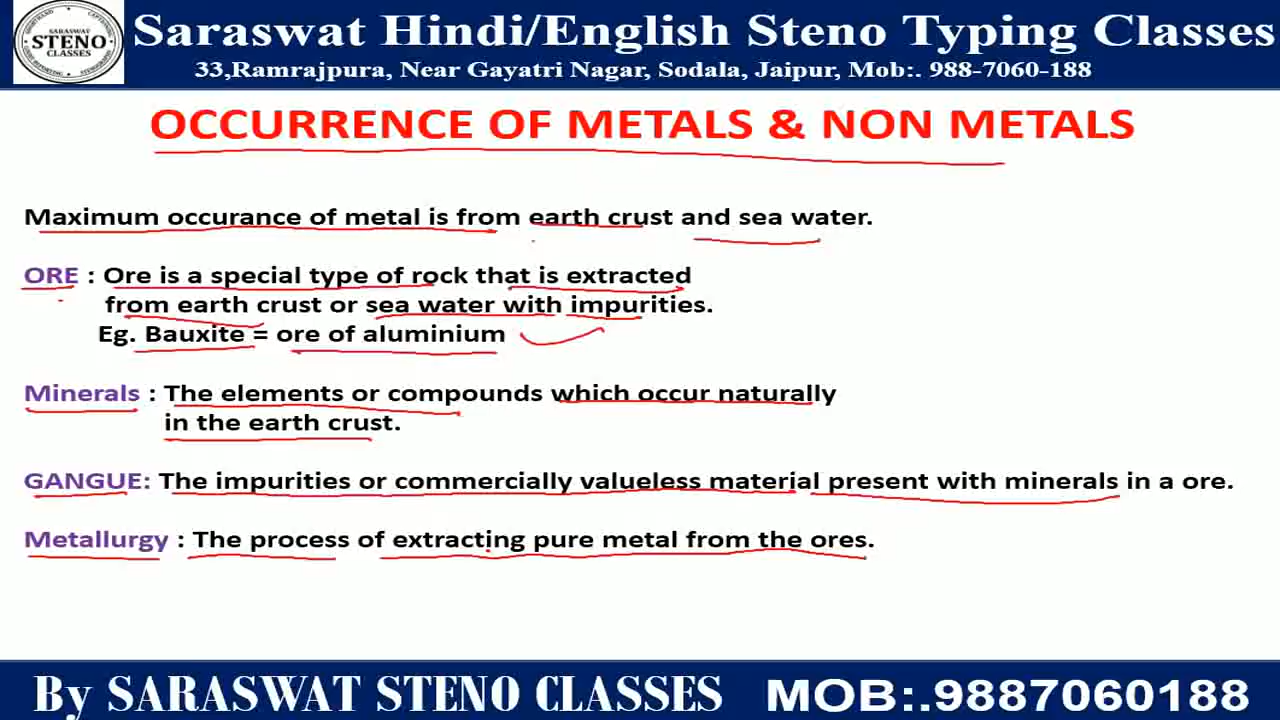 Saraswat Hindi/English Steno Typing Classes
33,Ramrajpura, Near Gayatri Nagar, Sodala, Jaipur, Mob:. 988-7060-188
SARASWAT
STENO
CLASSES
OCCURRENCE OF METALS & NON METALS
Maximum occurance of metal is from earth crust and sea water.
ORE : Ore is a special type of rock that is extracted
from earth crust or sea water with impurities.
Eg. Bauxite = ore of aluminium
Minerals : The elements or compounds which occur naturally
in the earth crust.
GANGUE: The impurities or commercially valueless material present with minerals in a ore.
Metallurgy : The process of extracting pure metal from the ores.
By SARASWAT STENO CLASSES MOB:.9887060188